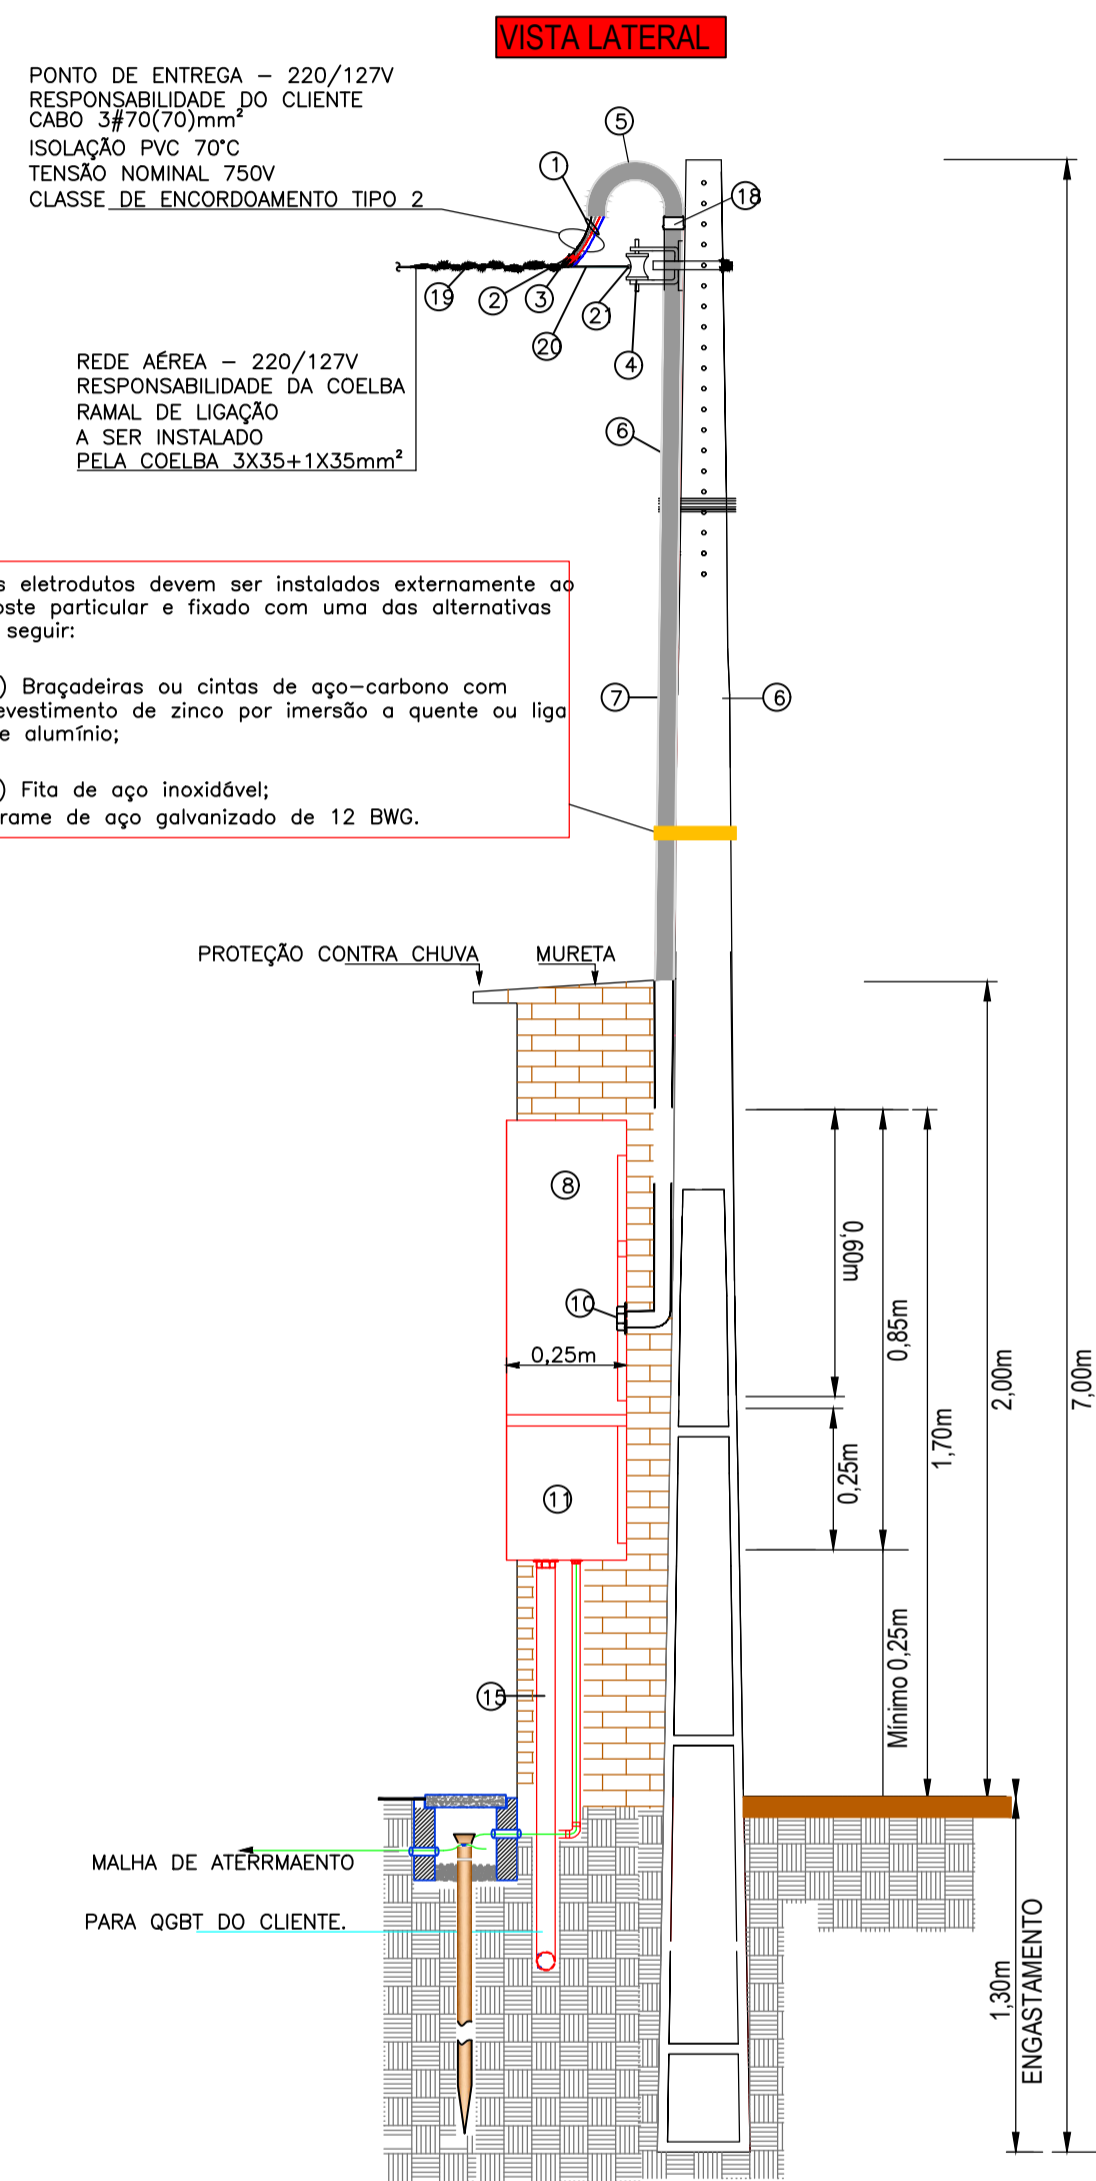 VISTA LATERAL
PONTO DE ENTREGA – 220/127V
RESPONSABILIDADE DO CLIENTE
CABO 3#70(70)mm²
ISOLAÇÃO PVC 70°C
TENSÃO NOMINAL 750V
CLASSE DE ENCORDOAMENTO TIPO 2
5
1
18
19
2
3
21
20
4
REDE AÉREA – 220/127V
RESPONSABILIDADE DA COELBA
RAMAL DE LIGAÇÃO
A SER INSTALADO
PELA COELBA 3X35+1X35mm²
6
s eletrodutos devem ser instalados externamente ao
oste particular e fixado com uma das alternativas
seguir:
) Braçadeiras ou cintas de aço–carbono com
evestimento de zinco por imersão a quente ou liga
e alumínio;
) Fita de aço inoxidável;
rame de aço galvanizado de 12 BWG.
7
6
PROTEÇÃO CONTRA CHUVA
MURETA
8
10
0,25m
11
15
0,60m
0,85m
0,25m
1,70m
2,00m
7,00m
Mínimo 0,25m
MALHA DE ATERRMAENTO
PARA QGBT DO CLIENTE.
1,30m
ENGASTAMENTO